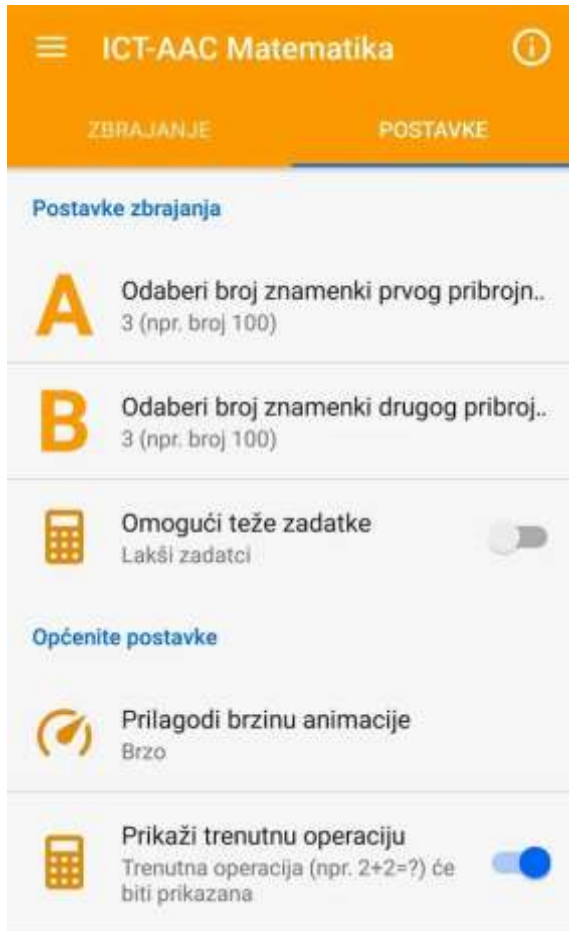 ICT-AAC Matematika
ZBRAJANJE POSTAVKE
Postavke zbrajanja
A Odaberi broj znamenki prvog pribrojn..
3 (npr. broj 100)
B Odaberi broj znamenki drugog pribroj..
3 (npr. broj 100)
Omogući teže zadatke
Lakši zadatci
Općenite postavke
Prilagodi brzinu animacije
Brzo
Prikaži trenutnu operaciju
Trenutna operacija (npr. 2+2=?) će
biti prikazana